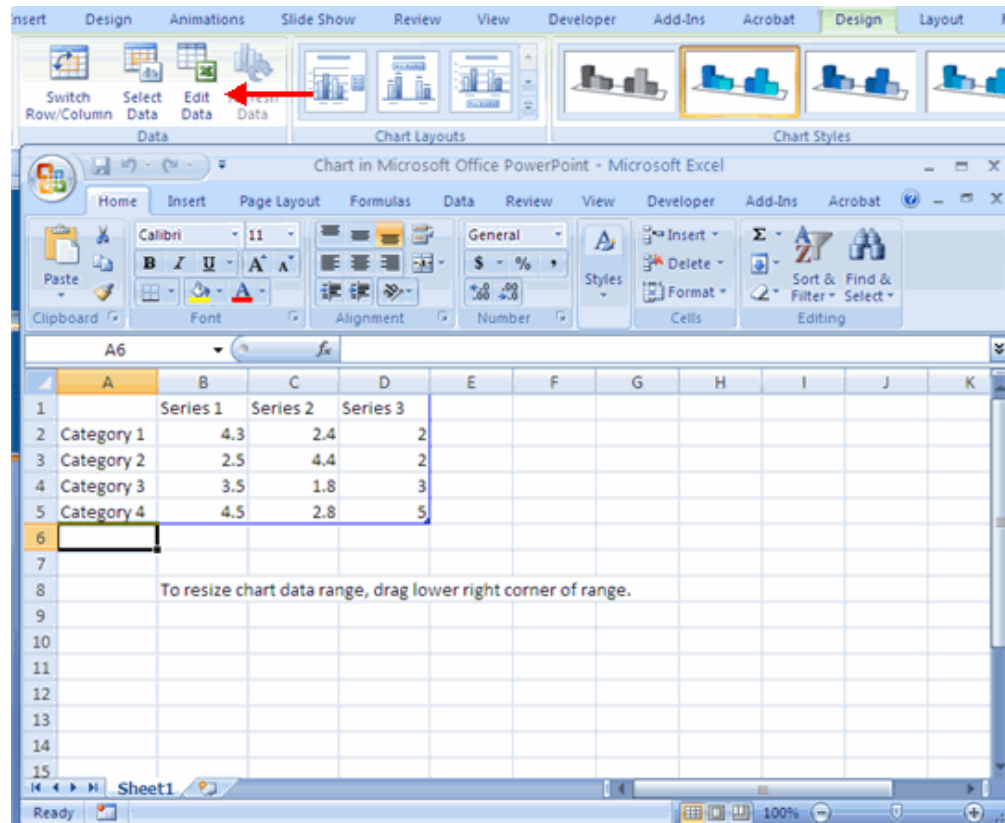 nsert Design Animations Slide Show Review View Developer Add-Ins Acrobat Design Layout
Switch Row/Column
Select Data
Edit Data
Data
Data Chart Layouts Chart Styles
Chart in Microsoft Office PowerPoint - Microsoft Excel
Home Insert Page Layout Formulas Data Review View Developer Add-Ins Acrobat
Paste
Calibri 11
B I U A A
A
General
$ % ,
.00 .0
Styles
Insert
Delete
Format
Σ
Sort & Filter
Find & Select
Clipboard Font Alignment Number Cells Editing
A6 fx
A B C D E F G H I J K
1 Series 1 Series 2 Series 3
2 Category 1 4.3 2.4 2
3 Category 2 2.5 4.4 2
4 Category 3 3.5 1.8 3
5 Category 4 4.5 2.8 5
6
7
8 To resize chart data range, drag lower right corner of range.
9
10
11
12
13
14
15
Sheet1
Ready 100%